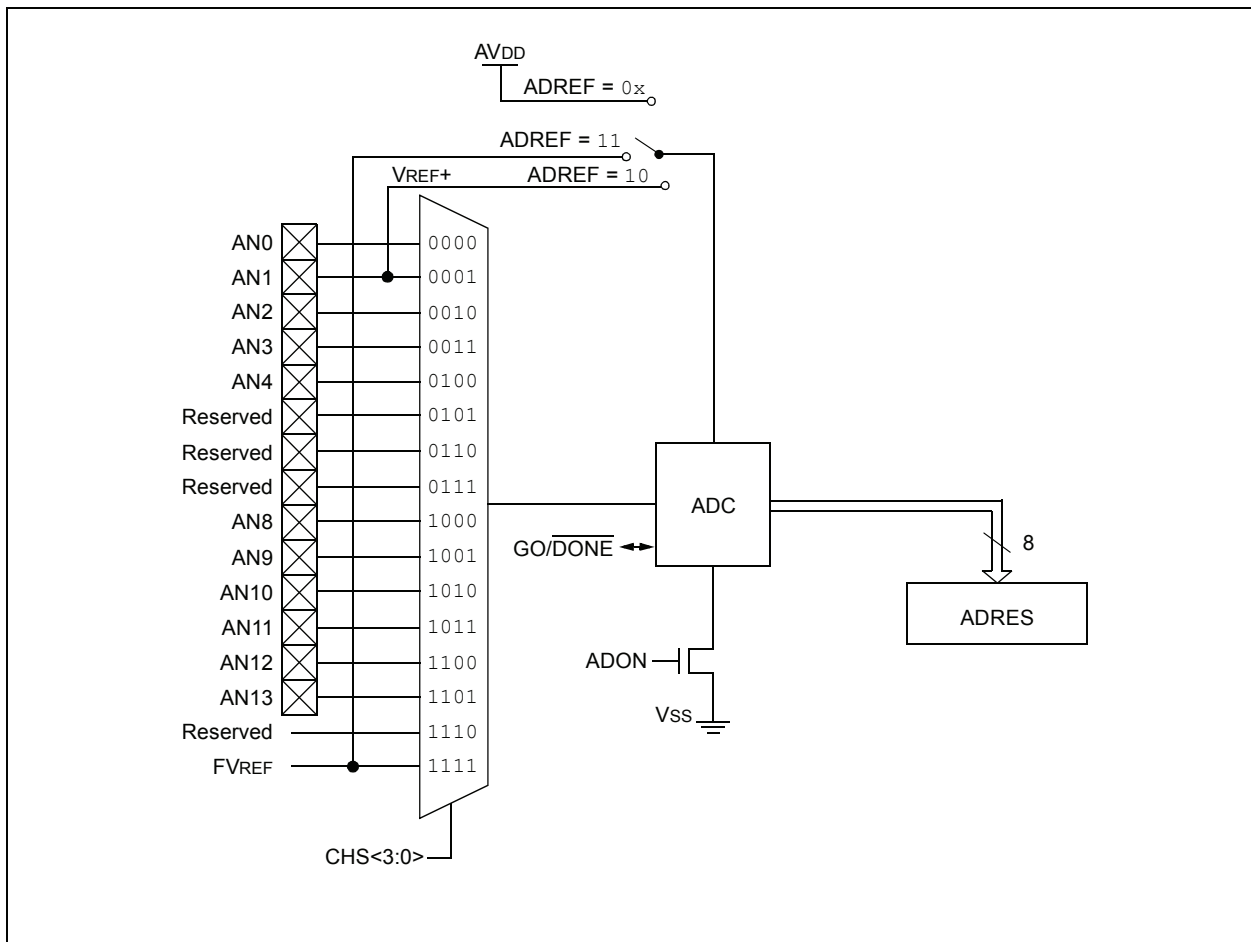 AVDD
ADREF = 0x
ADREF = 11
VREF+
ADREF = 10
AN0 0000
AN1 0001
AN2 0010
AN3 0011
AN4 0100
Reserved 0101
Reserved 0110
Reserved 0111
AN8 1000
AN9 1001
AN10 1010
AN11 1011
AN12 1100
AN13 1101
Reserved 1110
FVREF 1111
CHS<3:0>
ADC
GO/DONE
ADON
VSS
8
ADRES